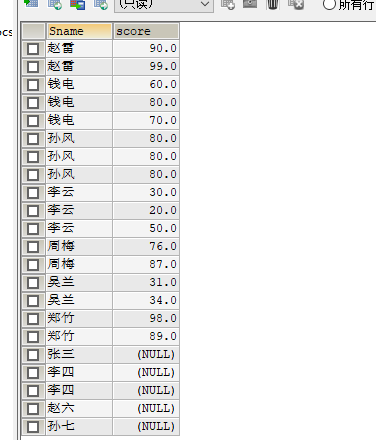 (只读)
所有行
ocs
Sname score
赵雷 90.0
赵雷 99.0
钱电 60.0
钱电 80.0
钱电 70.0
孙风 80.0
孙风 80.0
孙风 80.0
李云 30.0
李云 20.0
李云 50.0
周梅 76.0
周梅 87.0
吴兰 31.0
吴兰 34.0
郑竹 98.0
郑竹 89.0
张三 (NULL)
李四 (NULL)
李四 (NULL)
赵六 (NULL)
孙七 (NULL)